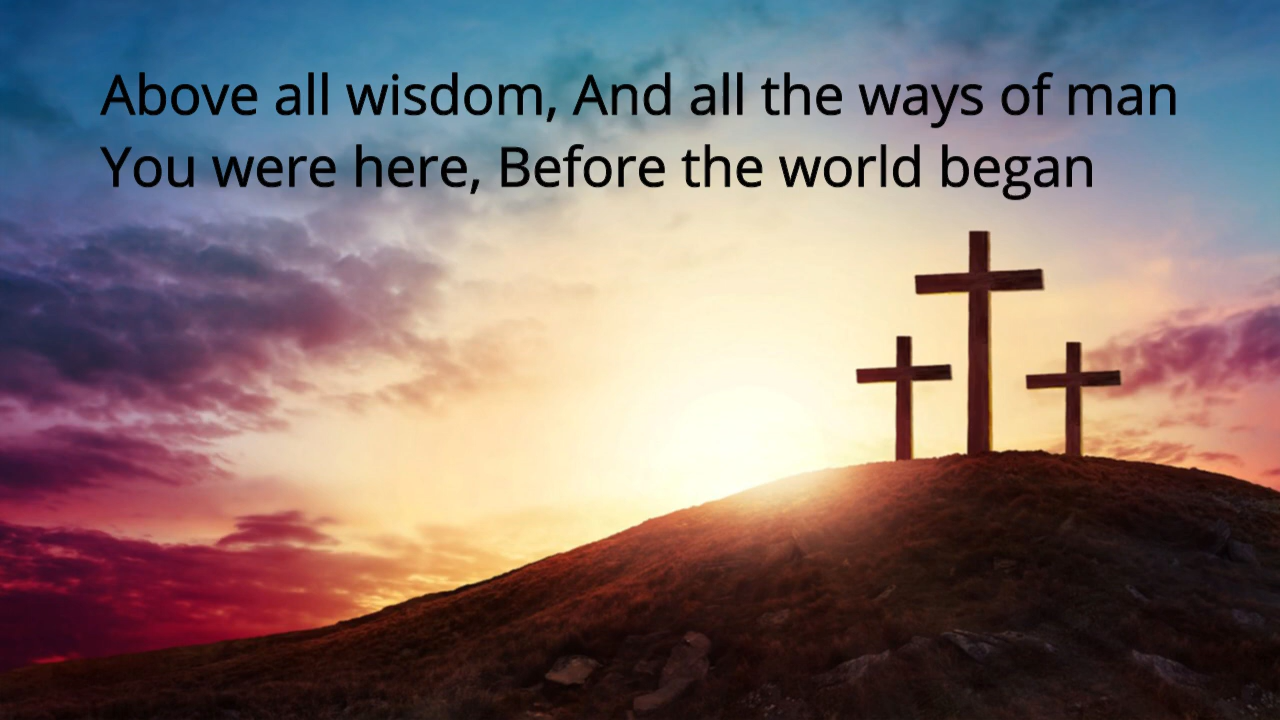 Above all wisdom, And all the ways of man
You were here, Before the world began